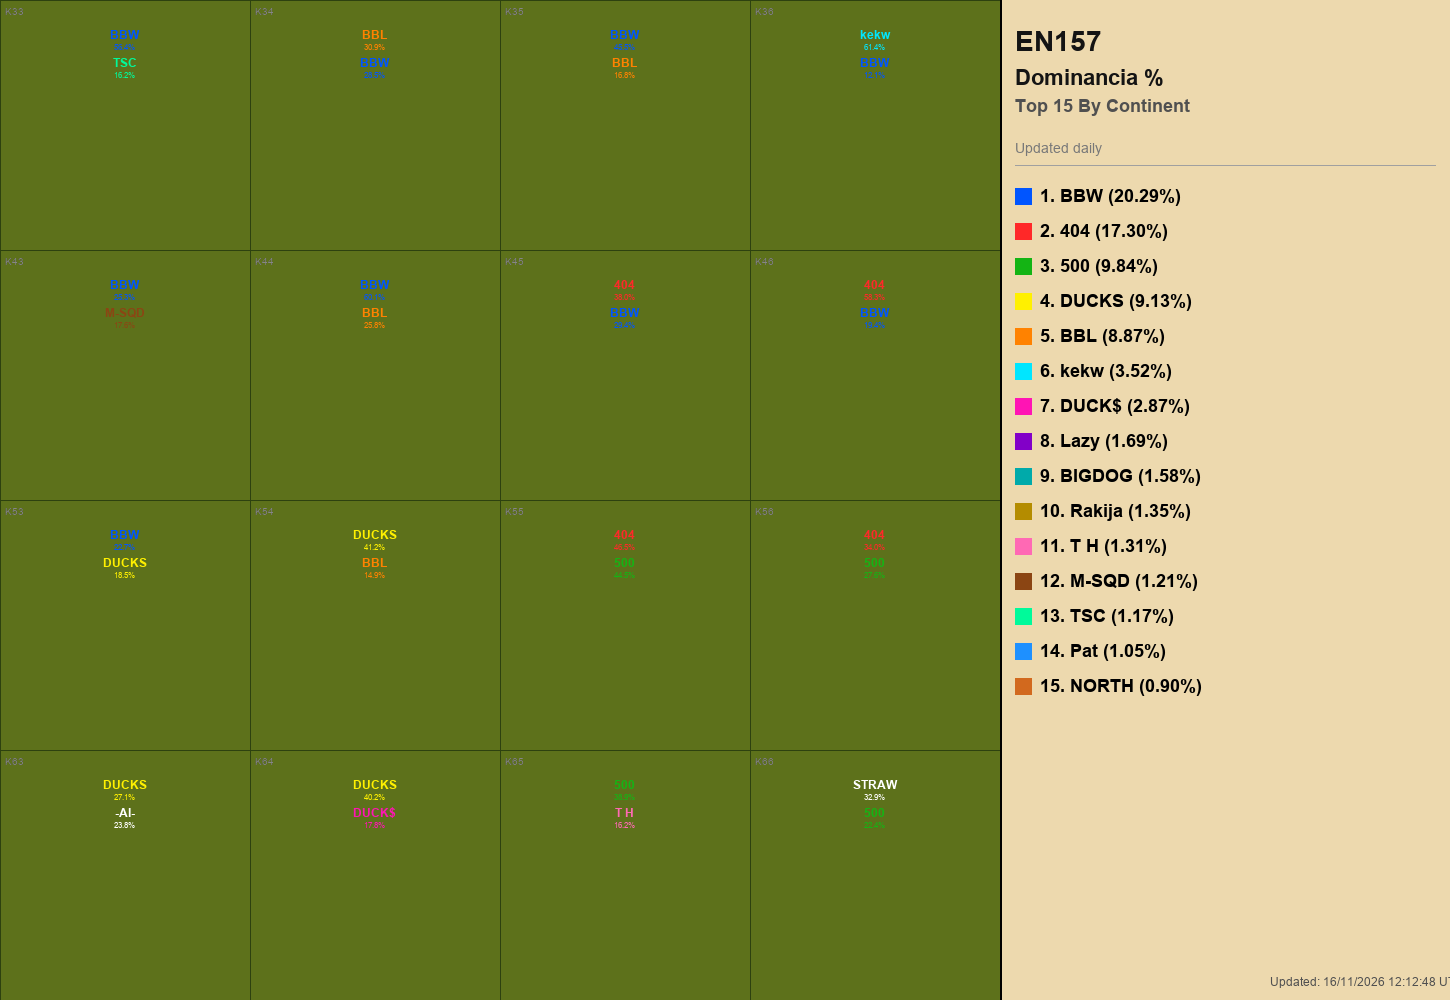 K33
BBW
TSC
16.2%
K34
BBL
30.9%
BBW
K35
BBW
BBL
16.8%
K36
kekw
61.4%
BBW
K43
BBW
M-SQD
K44
BBW
BBL
25.8%
K45
404
BBW
K46
404
BBW
K53
BBW
DUCKS
18.5%
K54
DUCKS
41.2%
BBL
14.9%
K55
404
500
K56
404
500
K63
DUCKS
27.1%
-AI-
23.8%
K64
DUCKS
40.2%
DUCK$
K65
500
T H
16.2%
K66
STRAW
32.9%
500
EN157
Dominancia %
Top 15 By Continent
Updated daily
1. BBW (20.29%)
2. 404 (17.30%)
3. 500 (9.84%)
4. DUCKS (9.13%)
5. BBL (8.87%)
6. kekw (3.52%)
7. DUCK$ (2.87%)
8. Lazy (1.69%)
9. BIGDOG (1.58%)
10. Rakija (1.35%)
11. T H (1.31%)
12. M-SQD (1.21%)
13. TSC (1.17%)
14. Pat (1.05%)
15. NORTH (0.90%)
Updated: 16/11/2026 12:12:48